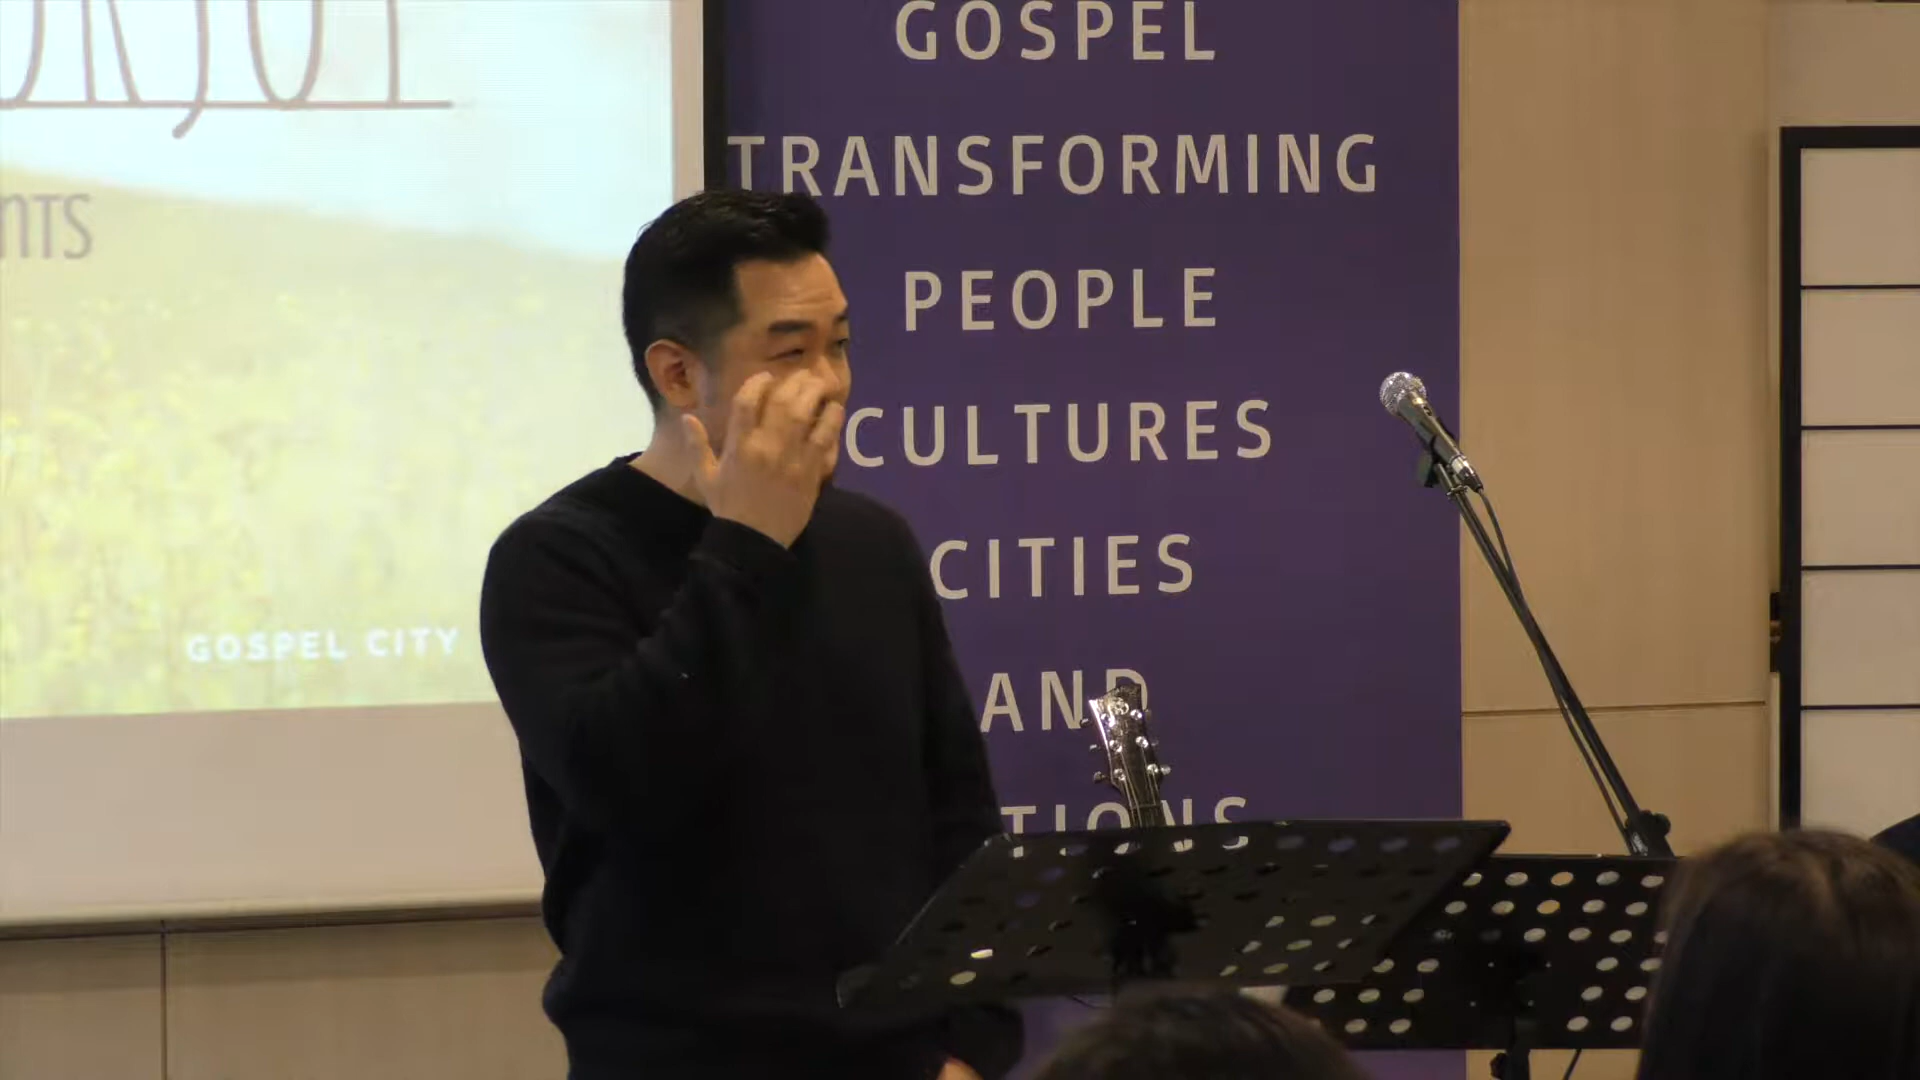 GOSPEL
TRANSFORMING
PEOPLE
CULTURES
CITIES
AND
GOSPEL CITY